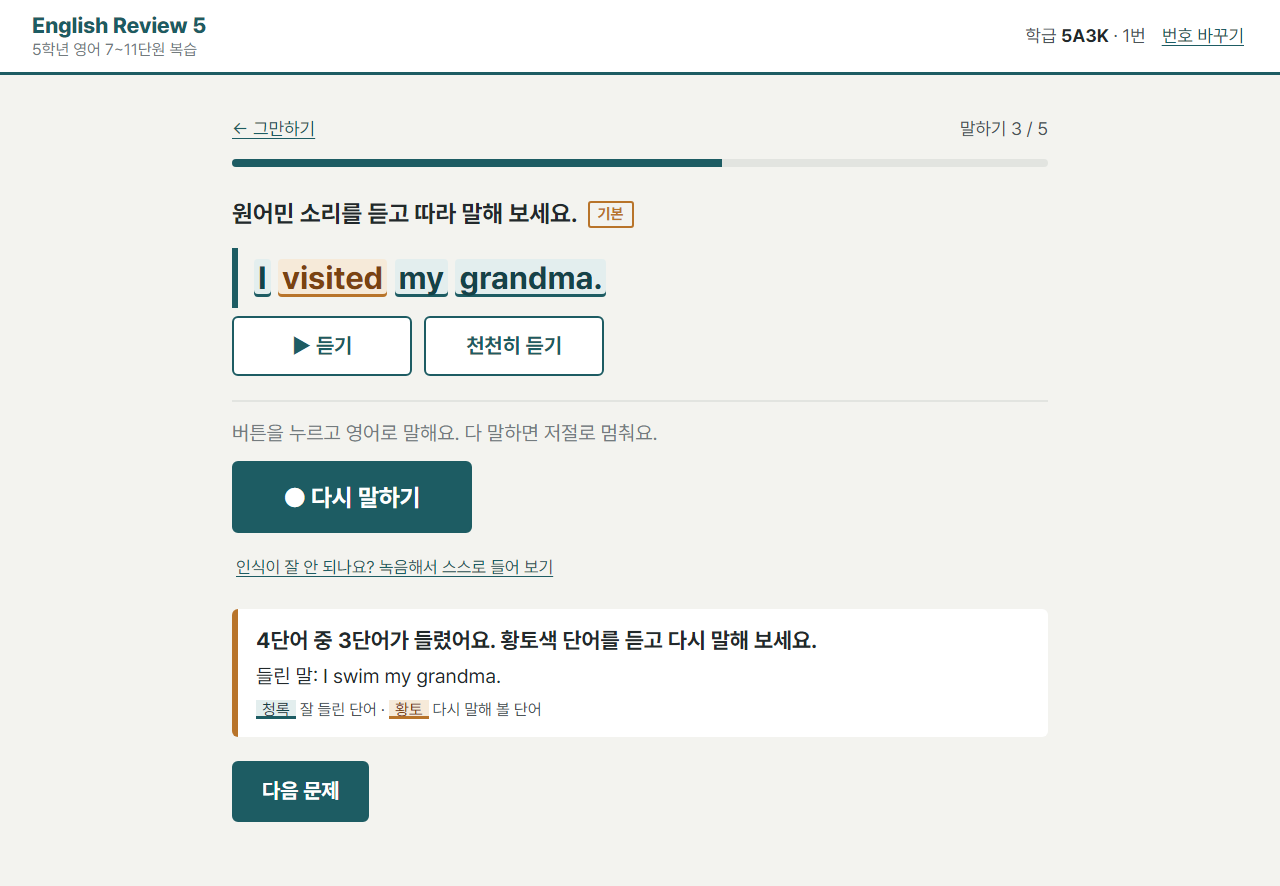 English Review 5
5학년 영어 7~11단원 복습
학급 5A3K · 1번 번호 바꾸기
← 그만하기
말하기 3 / 5
원어민 소리를 듣고 따라 말해 보세요. 기본
I visited my grandma.
▶ 듣기
천천히 듣기
버튼을 누르고 영어로 말해요. 다 말하면 저절로 멈춰요.
● 다시 말하기
인식이 잘 안 되나요? 녹음해서 스스로 들어 보기
4단어 중 3단어가 들렸어요. 황토색 단어를 듣고 다시 말해 보세요.
들린 말: I swim my grandma.
청록 잘 들린 단어 · 황토 다시 말해 볼 단어
다음 문제